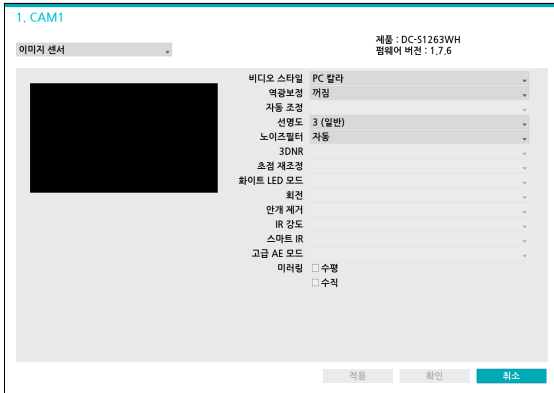 1. CAM1
이미지 센서
제품 : DC-S1263WH
펌웨어 버젼 : 1.7.6
비디오 스타일 PC 칼라
역광보정 꺼짐
자동 조정
선명도 3 (일반)
노이즈필터 자동
3DNR
초점 재조정
화이트 LED 모드
회전
안개 제거
IR 강도
스마트 IR
고급 AE 모드
미러링 수평
수직
적용 확인 취소